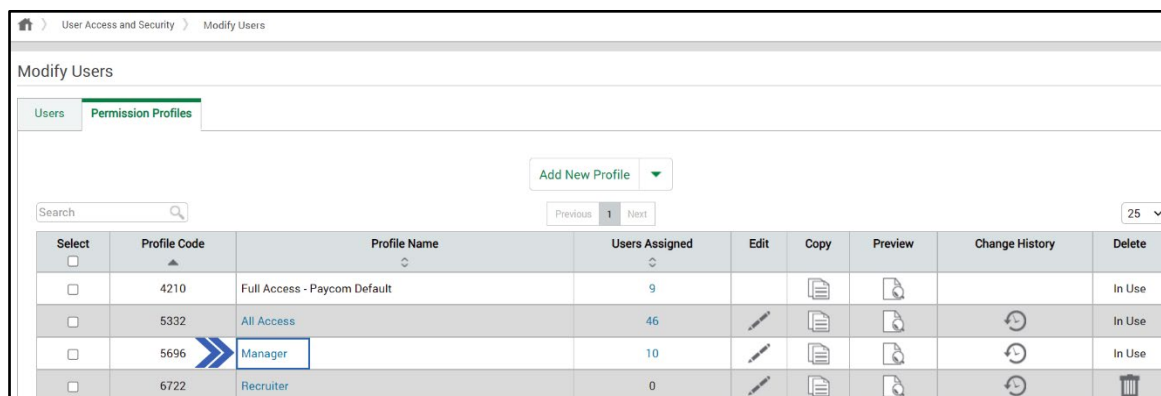 User Access and Security Modify Users
Modify Users
Users Permission Profiles
Add New Profile
Search Previous 1 Next 25
Select Profile Code Profile Name Users Assigned Edit Copy Preview Change History Delete
4210 Full Access - Paycom Default 9 In Use
5332 All Access 46 In Use
5696 Manager 10 In Use
6722 Recruiter 0